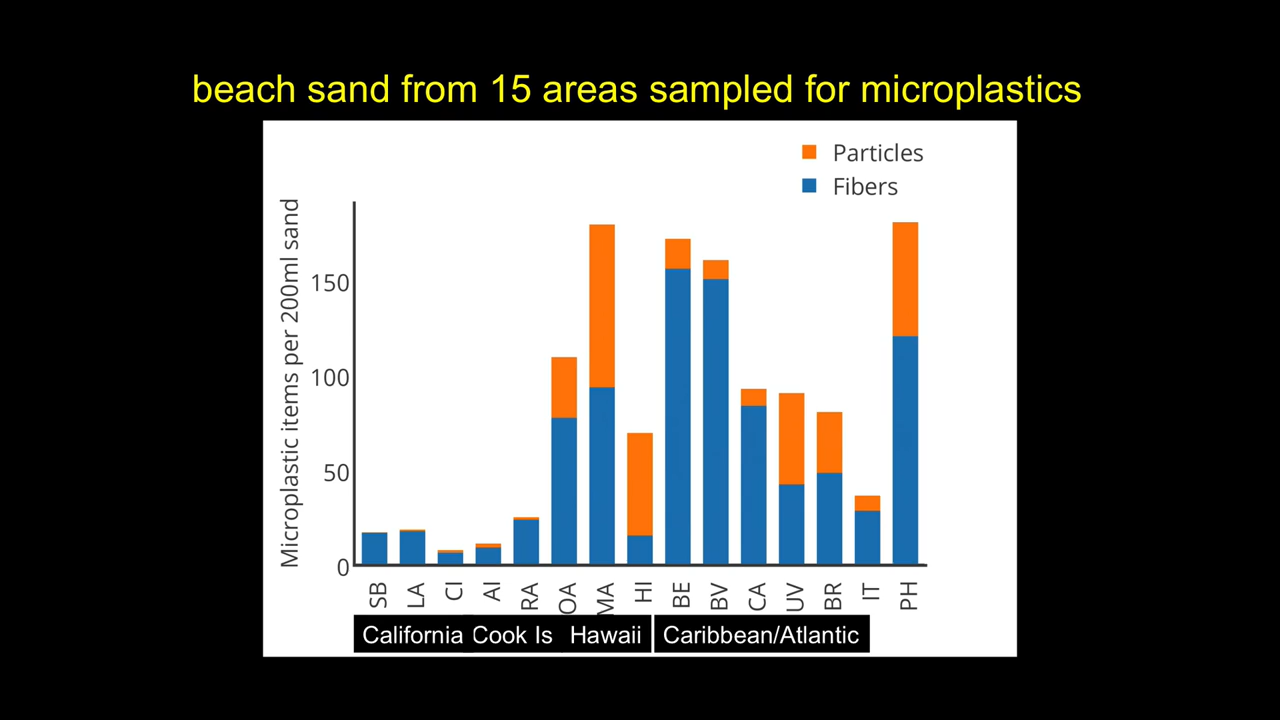 beach sand from 15 areas sampled for microplastics
Particles
Fibers
Microplastic items per 200ml sand
150
100
50
0
SB LA CI AI RA OA MA HI BE BV CA UV BR IT PH
California Cook Is Hawaii Caribbean/Atlantic